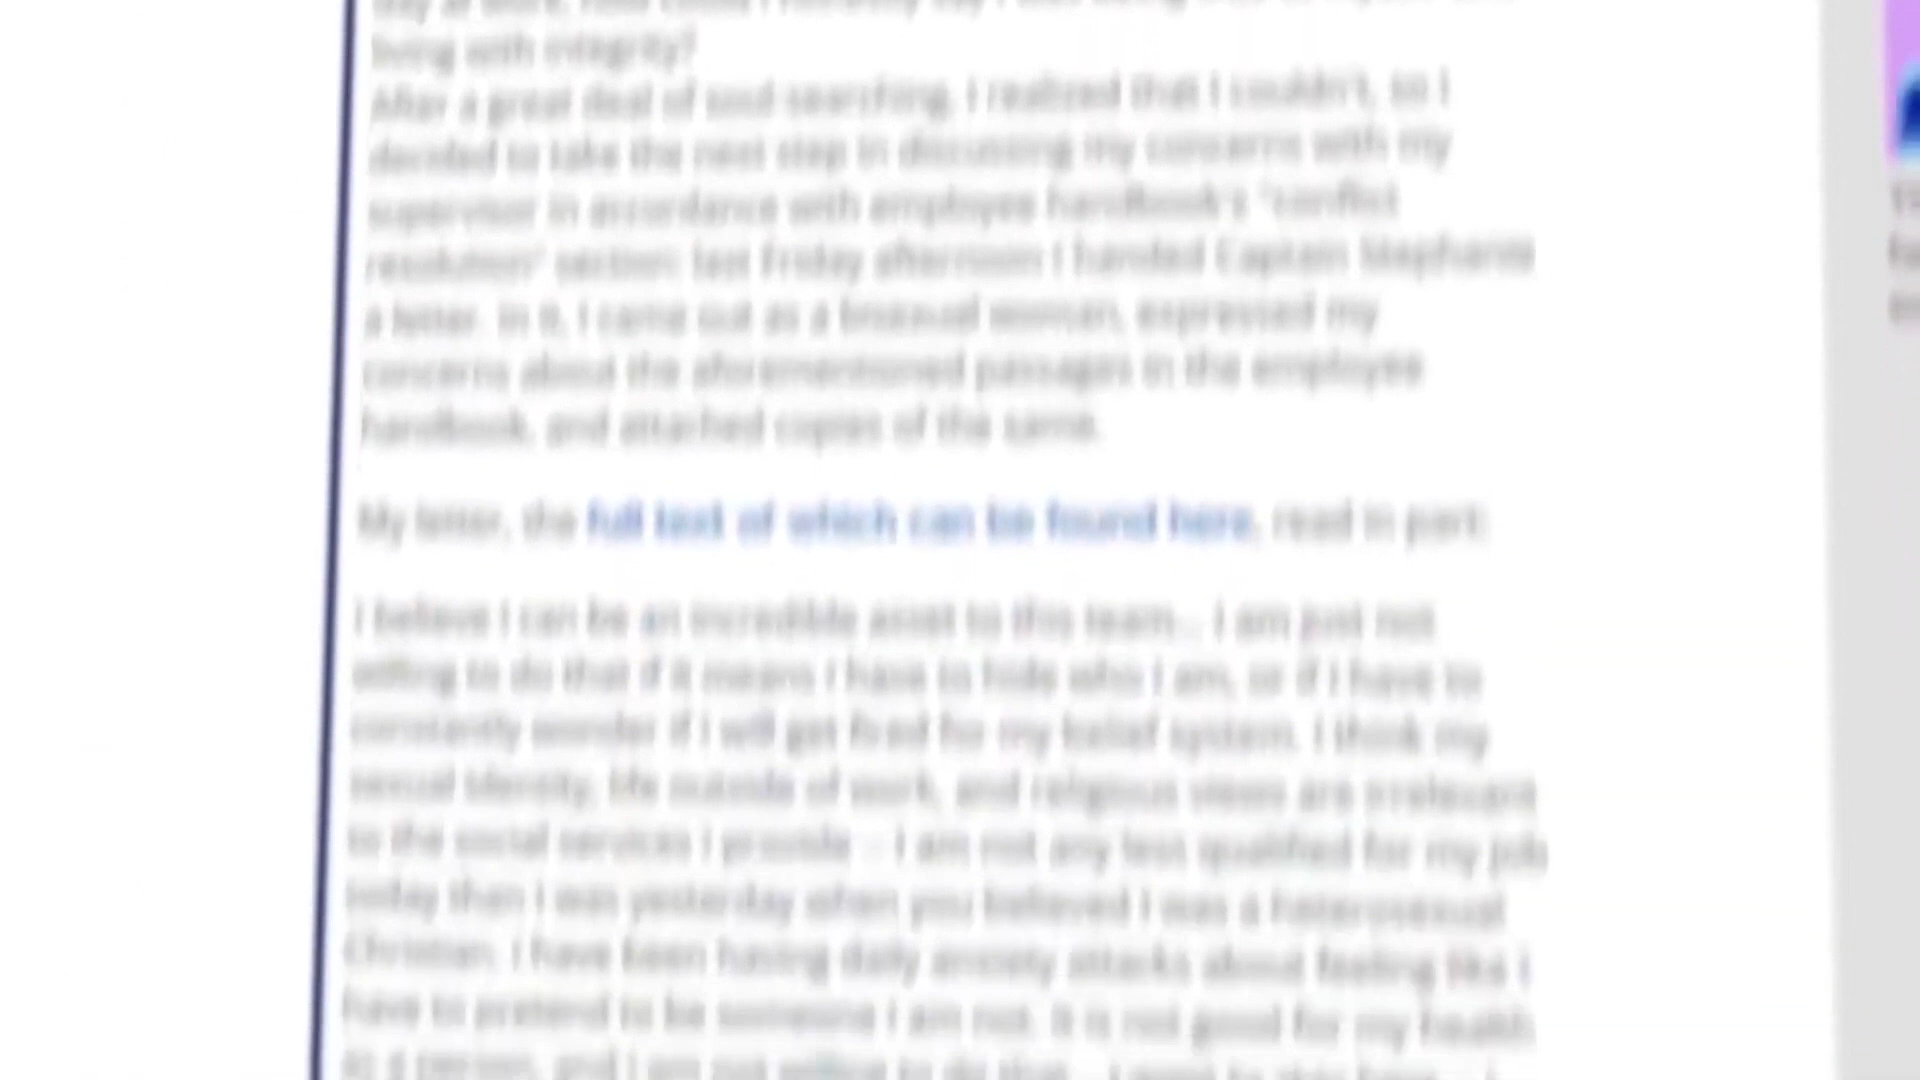 living with integrity?
After a great deal of soul searching, I realized that I couldn't, so I
decided to take the next step in discussing my concerns with my
supervisor in accordance with employee handbook's "conflict
resolution" section: last Friday afternoon I handed Captain Stephanie
a letter. In it, I came out as a bisexual woman, expressed my
concerns about the aforementioned passages in the employee
handbook, and attached copies of the same.
My letter, the full text of which can be found here, read in part:
I believe I can be an incredible asset to this team... I am just not
willing to do that if it means I have to hide who I am, or if I have to
constantly wonder if I will get fired for my belief system. I think my
sexual identity, life outside of work, and religious views are irrelevant
to the social services I provide... I am not any less qualified for my job
today than I was yesterday when you believed I was a heterosexual
Christian. I have been having daily anxiety attacks about feeling like I
have to pretend to be someone I am not. It is not good for my health
as a person, and I am not willing to do that...